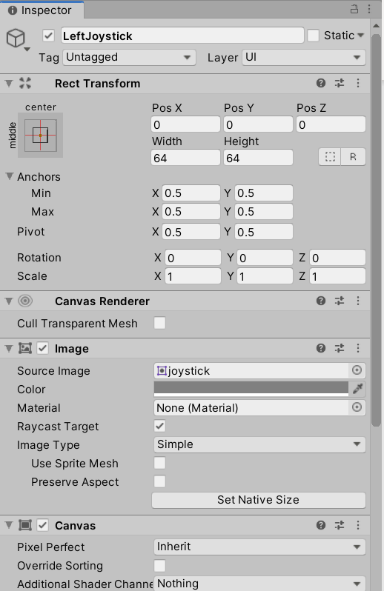 Inspector
LeftJoystick Static
Tag Untagged Layer UI
Rect Transform
center
middle
Pos X Pos Y Pos Z
0 0 0
Width Height
64 64 R
Anchors
Min X 0.5 Y 0.5
Max X 0.5 Y 0.5
Pivot X 0.5 Y 0.5
Rotation X 0 Y 0 Z 0
Scale X 1 Y 1 Z 1
Canvas Renderer
Cull Transparent Mesh
Image
Source Image joystick
Color
Material None (Material)
Raycast Target
Image Type Simple
Use Sprite Mesh
Preserve Aspect
Set Native Size
Canvas
Pixel Perfect Inherit
Override Sorting
Additional Shader Channe Nothing